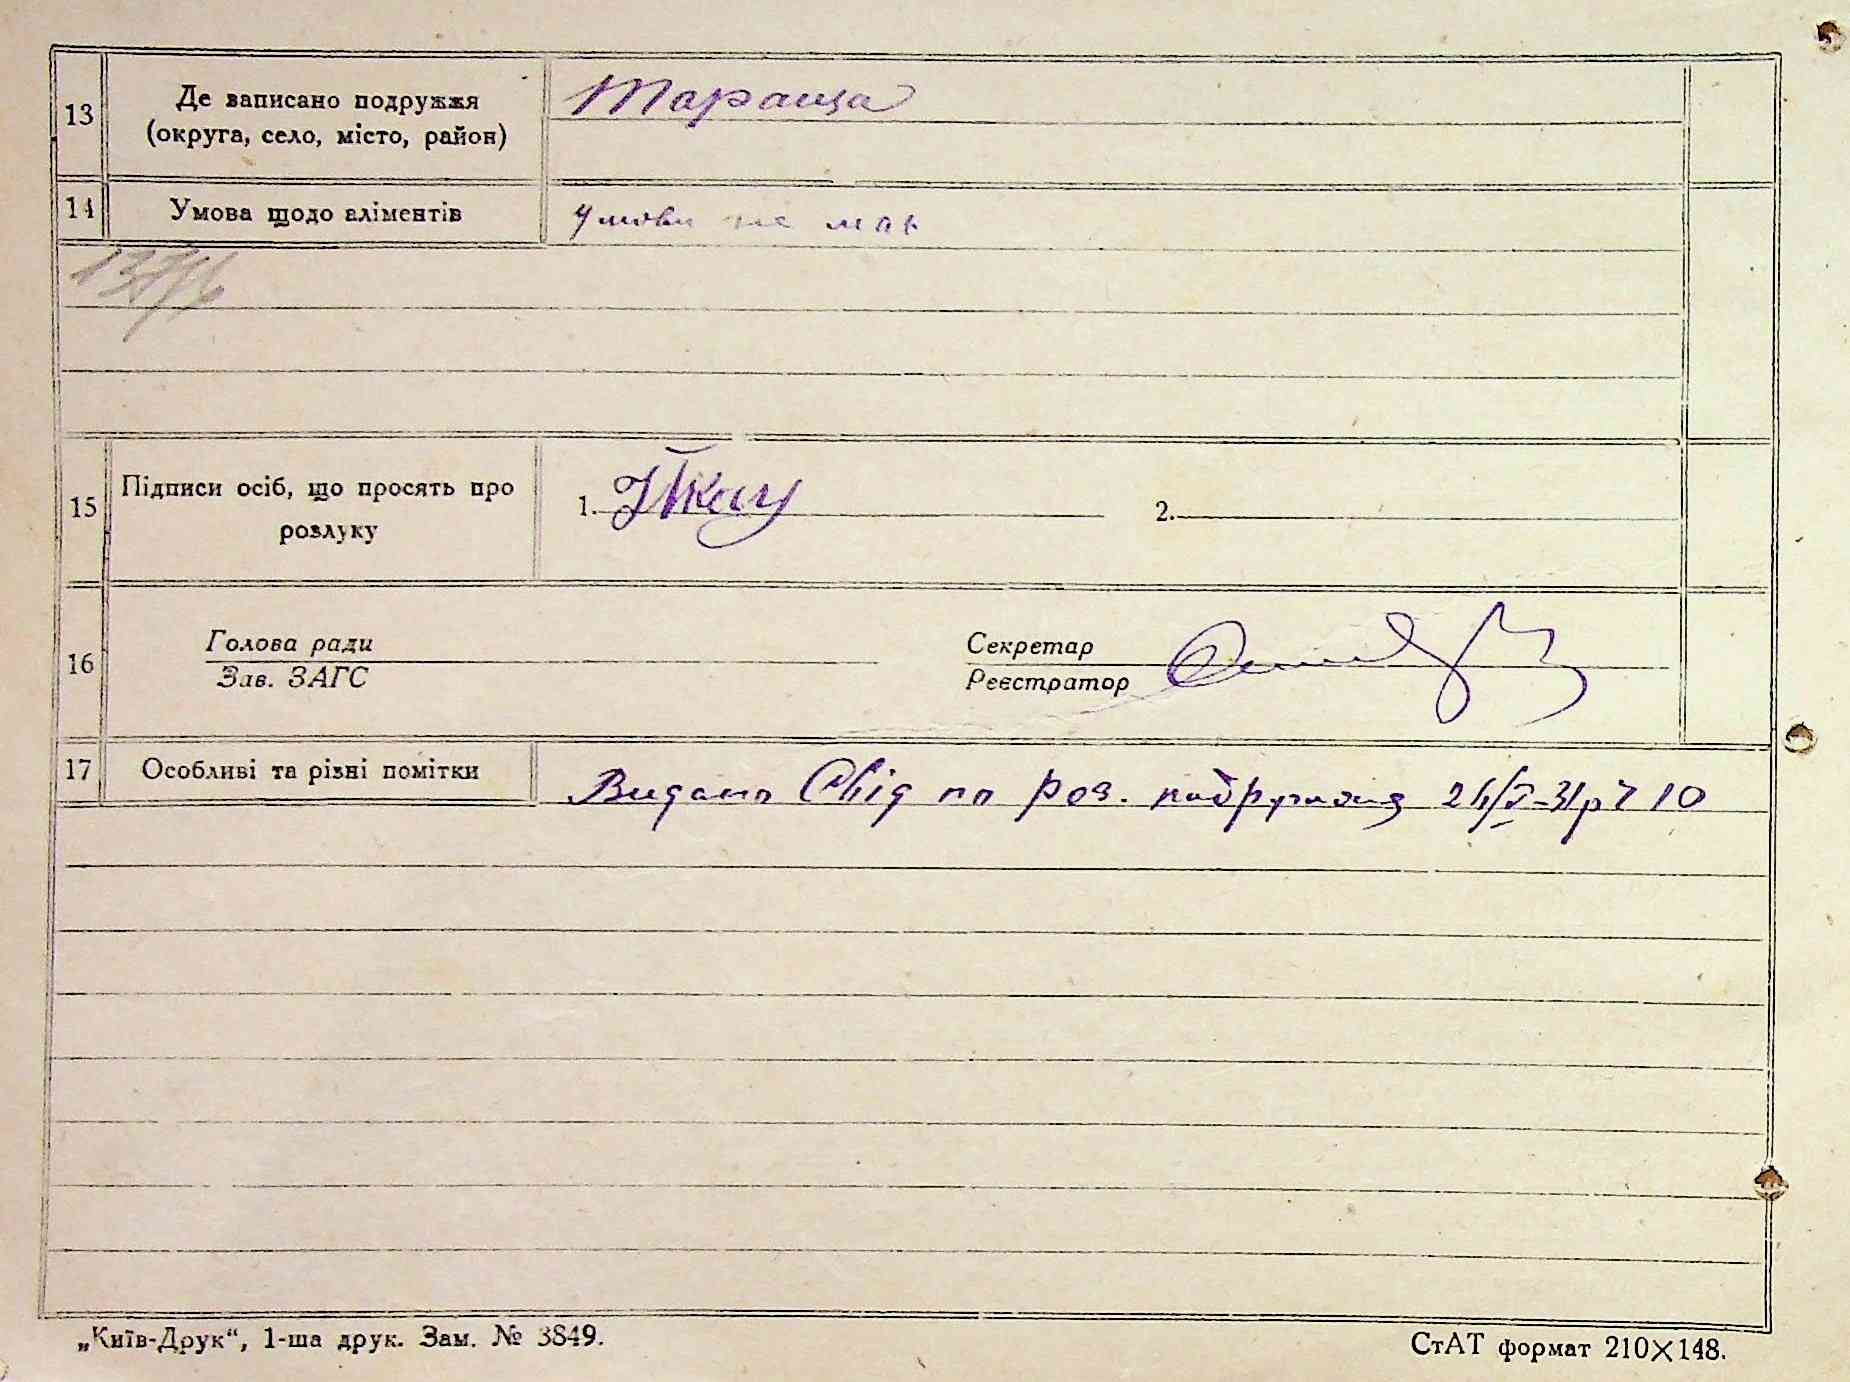 13
Де записано подружжя
(округа, село, місто, район)
Тараща
14
Умова щодо аліментів
умови не має
15
Підписи осіб, що просять про
розлуку
1.
2.
16
Голова ради
Зав. ЗАГС
Секретар
Реєстратор
17
Особливі та різні помітки
Видано Свід по роз. подружжя
„Київ-Друк“, 1-ша друк. Зам. № 3849.
СтАТ формат 210×148.